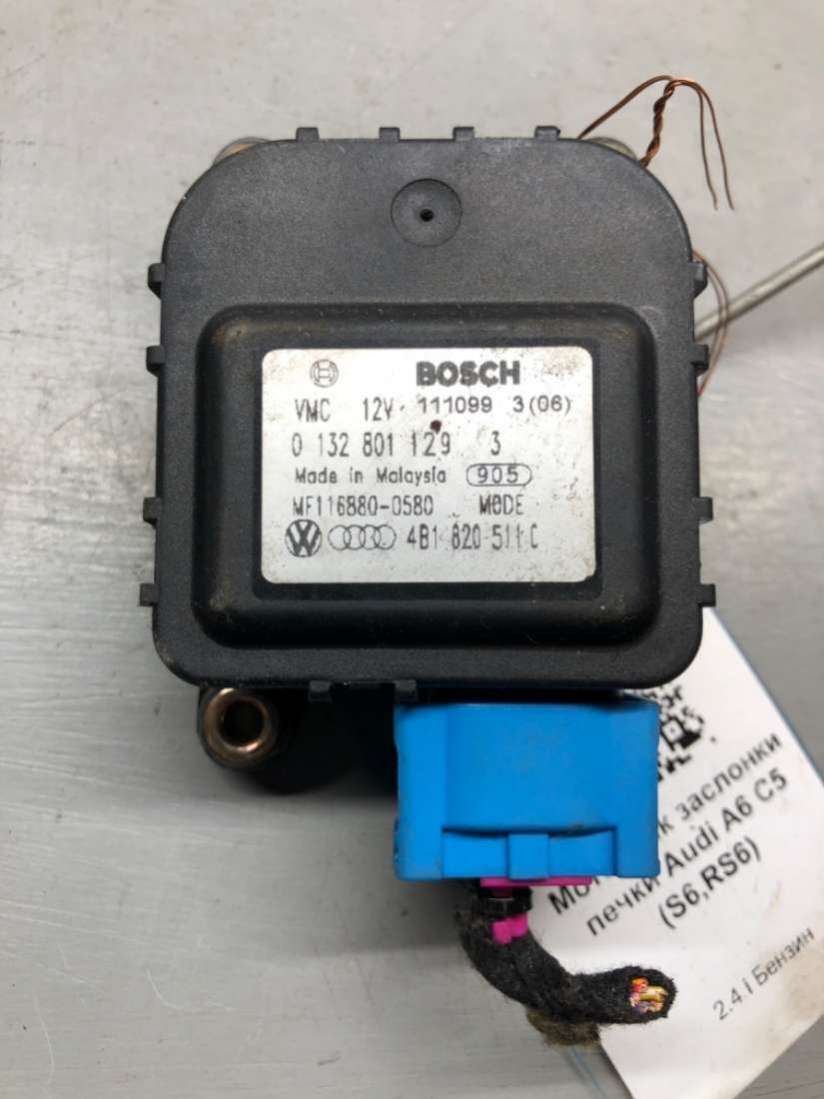 BOSCH
VMC 12V 111099 3(06)
0 132 801 129 3
Made in Malaysia 905
MF116880-0580 MODE
4B1 820 511 C
заслонки
печки Audi A6 C5
(S6,RS6)
2.4 i Бензин